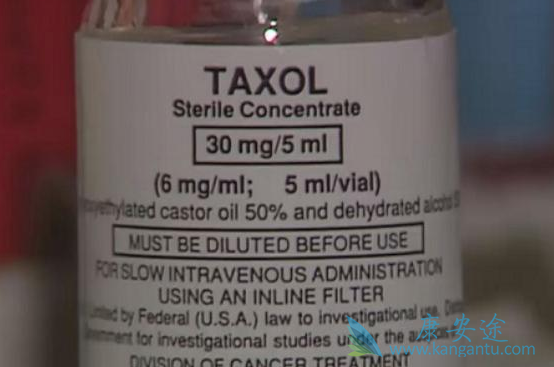 TAXOL
Sterile Concentrate
30 mg/5 ml
(6 mg/ml; 5 ml/vial)
castor oil 50% and dehydrated alcohol
MUST BE DILUTED BEFORE USE
FOR SLOW INTRAVENOUS ADMINISTRATION
USING AN INLINE FILTER
by Federal (U.S.A.) law to investigational use.
for investigational studies under the
DIVISION OF CANCER TREATMENT
康安途
www.kangantu.com